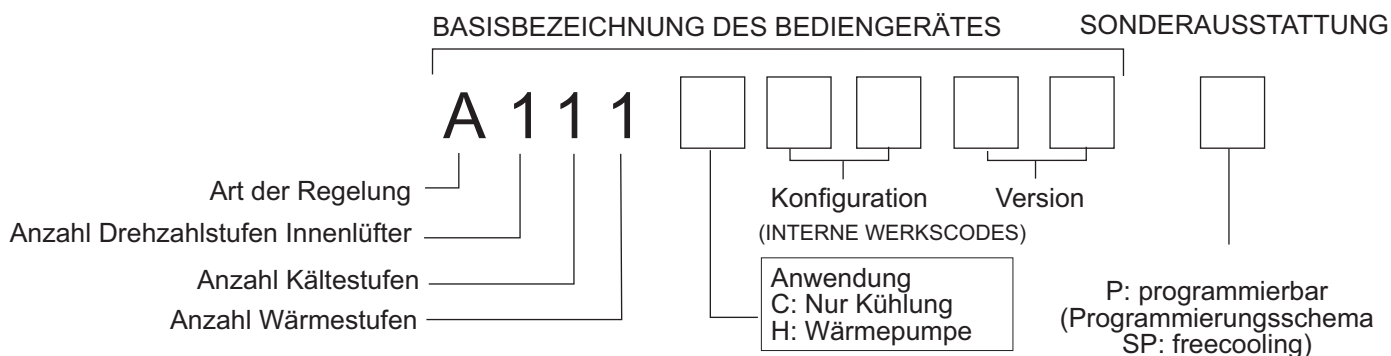 BASISBEZEICHNUNG DES BEDIENGERÄTES SONDERAUSSTATTUNG
A 1 1 1
Art der Regelung
Anzahl Drehzahlstufen Innenlüfter
Anzahl Kältestufen
Anzahl Wärmestufen
Konfiguration Version
(INTERNE WERKSCODES)
Anwendung
C: Nur Kühlung
H: Wärmepumpe
P: programmierbar
(Programmierungsschema
SP: freecooling)